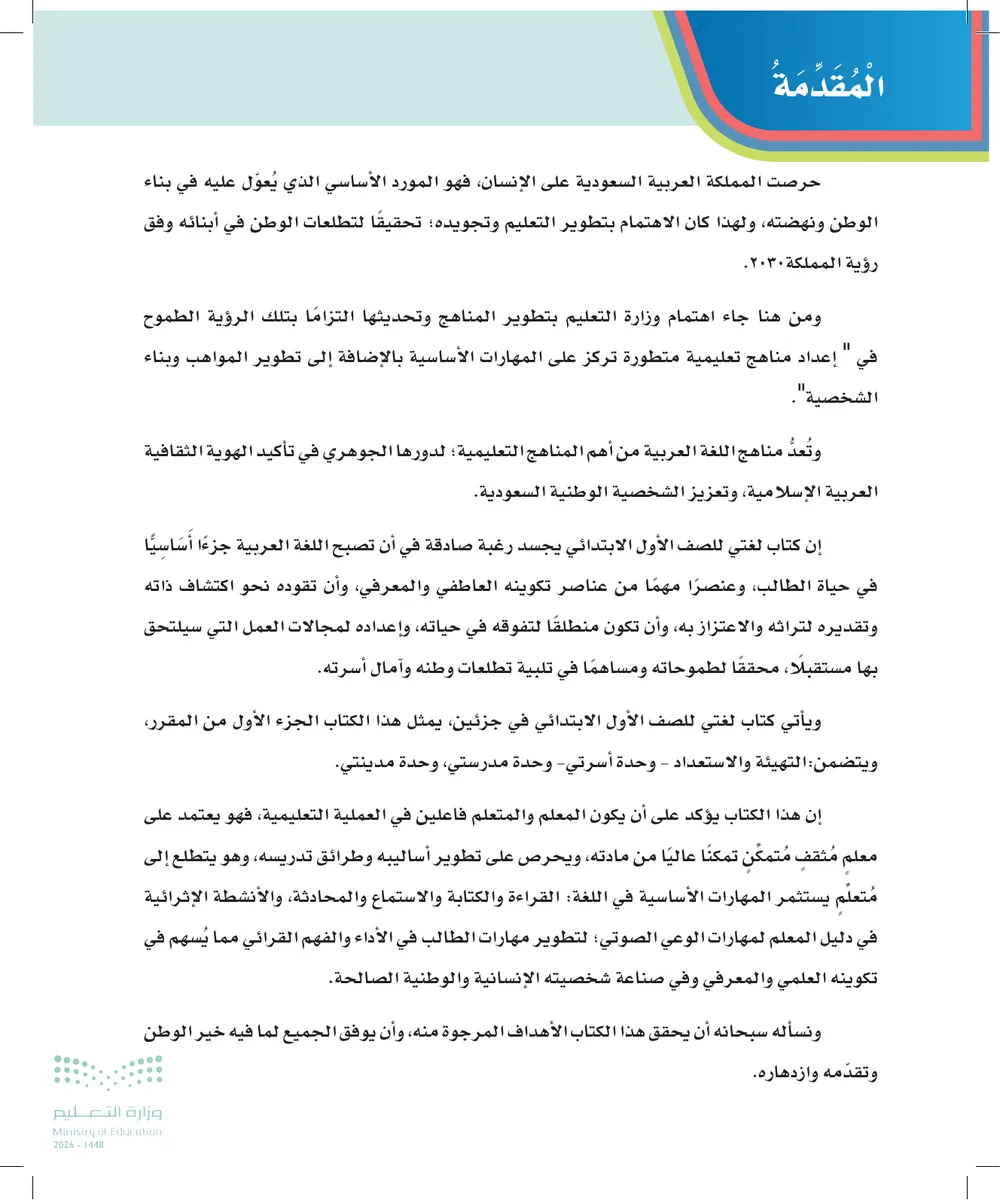 الْمُقَدِّمَةُ
حرصت المملكة العربية السعودية على الإنسان، فهو المورد الأساسي الذي يُعوّل عليه في بناء
الوطن ونهضته، ولهذا كان الاهتمام بتطوير التعليم وتجويده؛ تحقيقًا لتطلعات الوطن في أبنائه وفق
رؤية المملكة٢٠٣٠.
ومن هنا جاء اهتمام وزارة التعليم بتطوير المناهج وتحديثها التزامًا بتلك الرؤية الطموح
في " إعداد مناهج تعليمية متطورة تركز على المهارات الأساسية بالإضافة إلى تطوير المواهب وبناء
الشخصية".
وتُعدُّ مناهج اللغة العربية من أهم المناهج التعليمية؛ لدورها الجوهري في تأكيد الهوية الثقافية
العربية الإسلامية، وتعزيز الشخصية الوطنية السعودية.
إن كتاب لغتي للصف الأول الابتدائي يجسد رغبة صادقة في أن تصبح اللغة العربية جزءًا أَسَاسِيًّا
في حياة الطالب، وعنصرًا مهمًا من عناصر تكوينه العاطفي والمعرفي، وأن تقوده نحو اكتشاف ذاته
وتقديره لتراثه والاعتزاز به، وأن تكون منطلقًا لتفوقه في حياته، وإعداده لمجالات العمل التي سيلتحق
بها مستقبلًا، محققًا لطموحاته ومساهمًا في تلبية تطلعات وطنه وآمال أسرته.
ويأتي كتاب لغتي للصف الأول الابتدائي في جزئين، يمثل هذا الكتاب الجزء الأول من المقرر،
ويتضمن:التهيئة والاستعداد – وحدة أسرتي– وحدة مدرستي، وحدة مدينتي.
إن هذا الكتاب يؤكد على أن يكون المعلم والمتعلم فاعلين في العملية التعليمية، فهو يعتمد على
معلمٍ مُثقفٍ مُتمكِّنٍ تمكنًا عاليًا من مادته، ويحرص على تطوير أساليبه وطرائق تدريسه، وهو يتطلع إلى
مُتعلِّمٍ يستثمر المهارات الأساسية في اللغة: القراءة والكتابة والاستماع والمحادثة، والأنشطة الإثرائية
في دليل المعلم لمهارات الوعي الصوتي؛ لتطوير مهارات الطالب في الأداء والفهم القرائي مما يُسهم في
تكوينه العلمي والمعرفي وفي صناعة شخصيته الإنسانية والوطنية الصالحة.
ونسأله سبحانه أن يحقق هذا الكتاب الأهداف المرجوة منه، وأن يوفق الجميع لما فيه خير الوطن
وتقدّمه وازدهاره.
وزارة التعـــليم
Ministry of Education
2026 - 1448